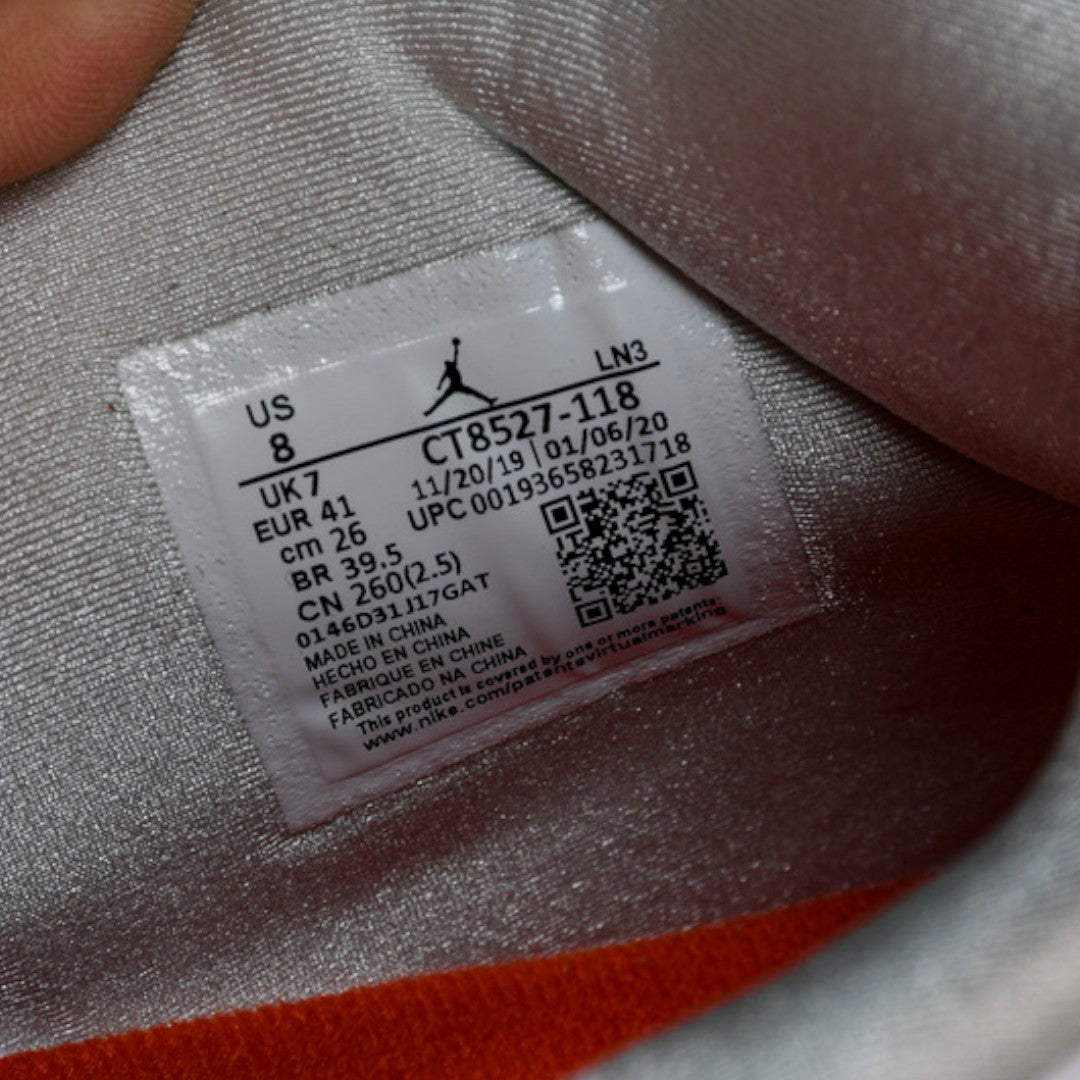 US
8
LN3
CT8527-118
UK 7
11/20/19 | 01/06/20
EUR 41
UPC 00193658231718
cm 26
BR 39.5
CN 260(2.5)
0146D31J17GAT
MADE IN CHINA
HECHO EN CHINA
FABRIQUE EN CHINE
FABRICADO NA CHINA
This product is covered by one or more patents:
www.nike.com/patentsvirtualmarking